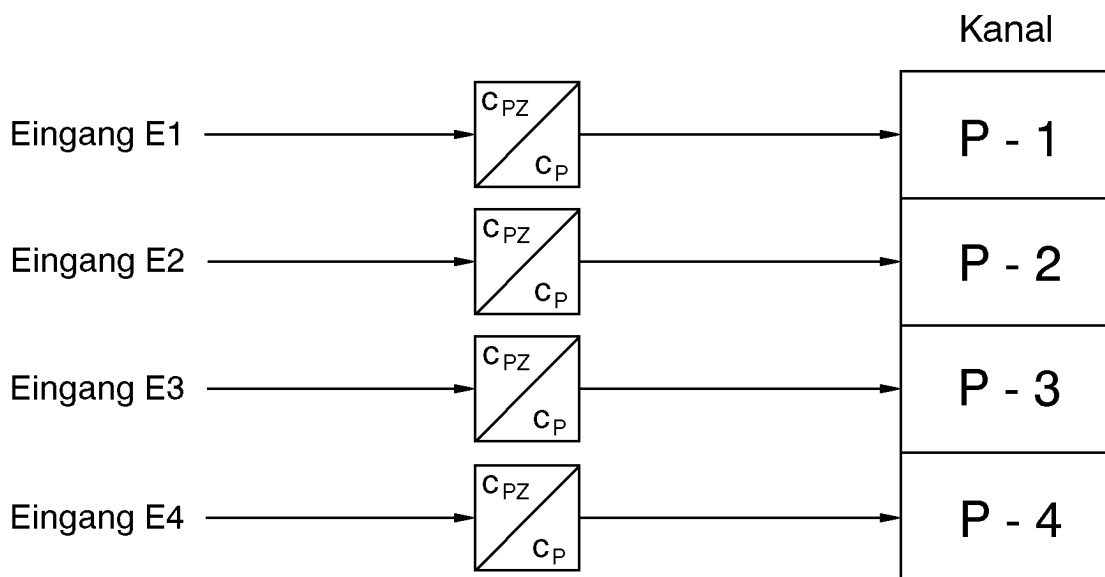 Kanal
Eingang E1
c_PZ
c_P
P - 1
Eingang E2
c_PZ
c_P
P - 2
Eingang E3
c_PZ
c_P
P - 3
Eingang E4
c_PZ
c_P
P - 4